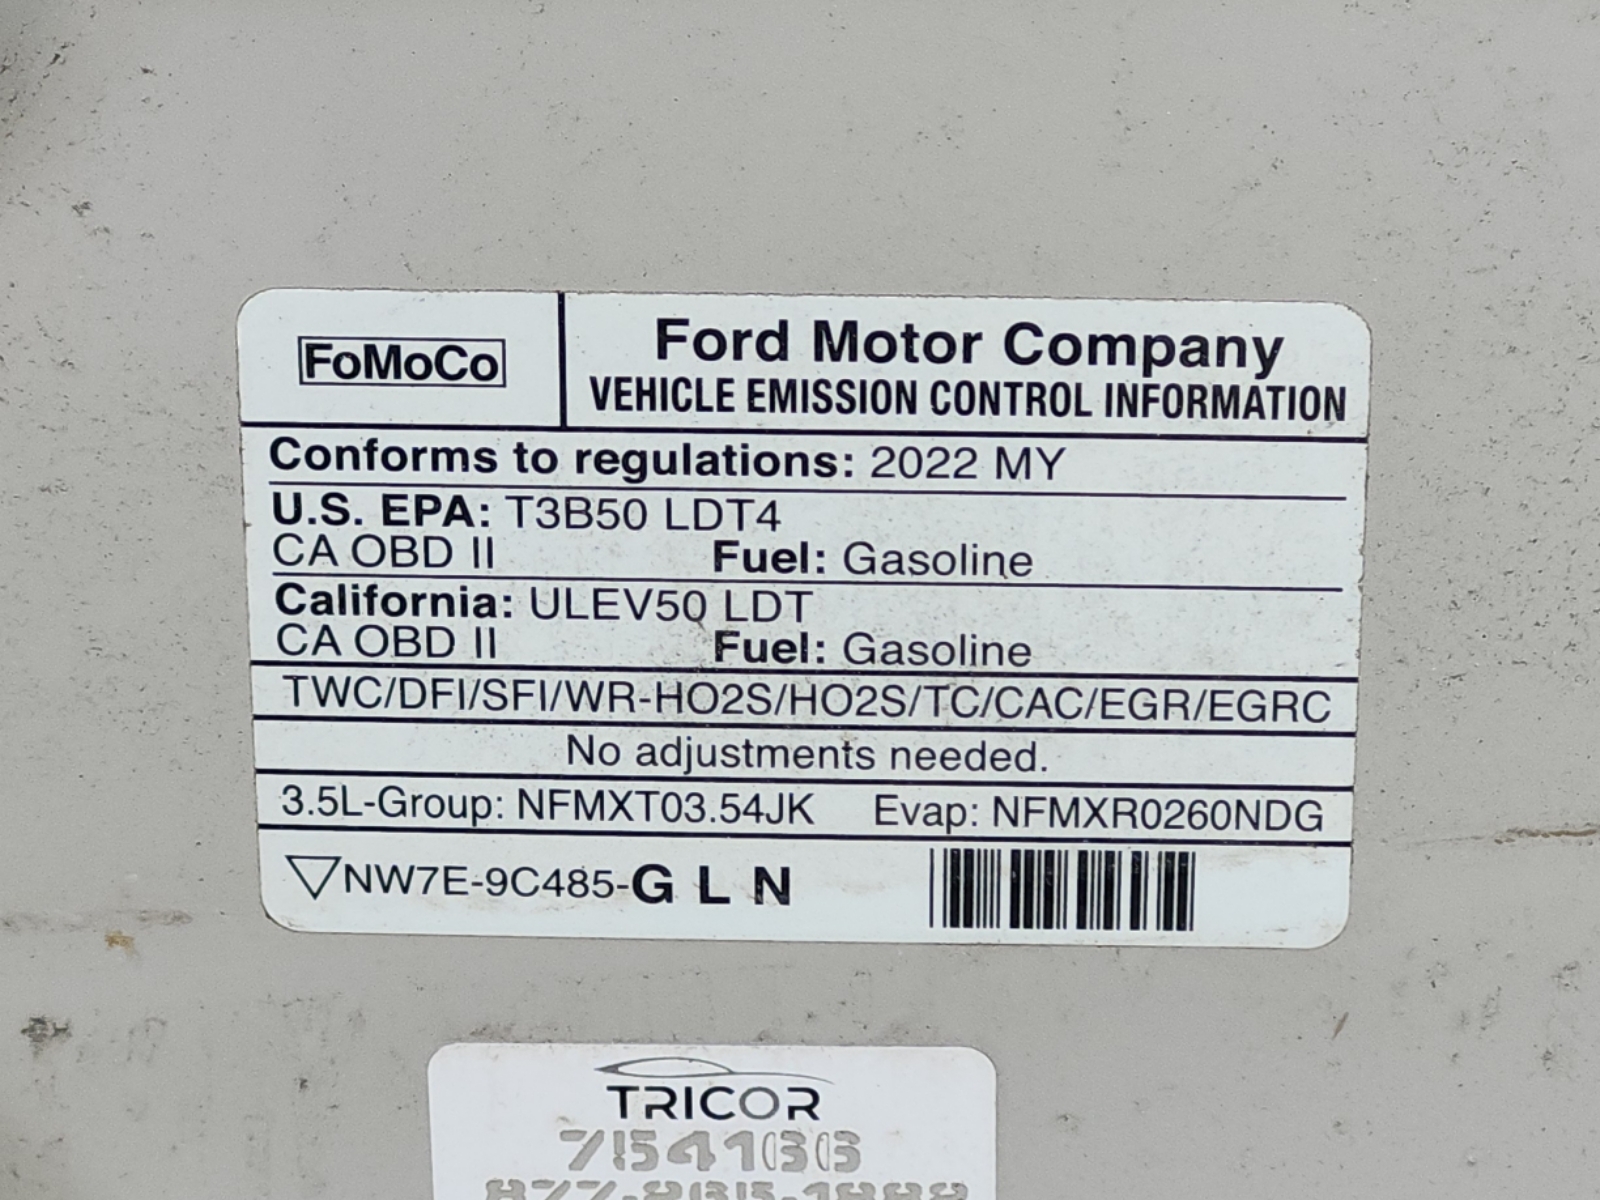 FoMoCo
Ford Motor Company
VEHICLE EMISSION CONTROL INFORMATION
Conforms to regulations: 2022 MY
U.S. EPA: T3B50 LDT4
CA OBD II Fuel: Gasoline
California: ULEV50 LDT
CA OBD II Fuel: Gasoline
TWC/DFI/SFI/WR-HO2S/HO2S/TC/CAC/EGR/EGRC
No adjustments needed.
3.5L-Group: NFMXT03.54JK Evap: NFMXR0260NDG
NW7E-9C485-G L N
TRICOR